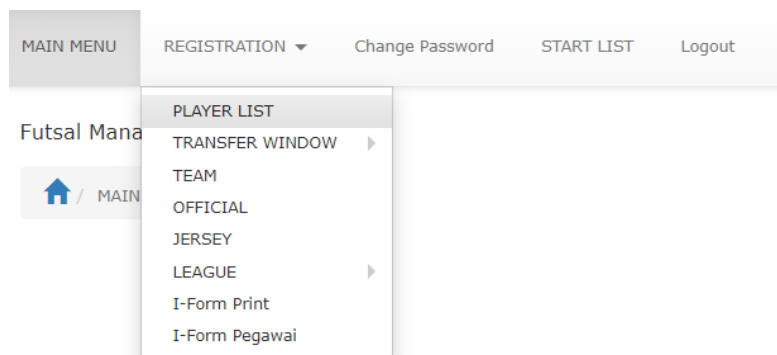 MAIN MENU REGISTRATION Change Password START LIST Logout
Futsal Mana
MAIN
PLAYER LIST
TRANSFER WINDOW
TEAM
OFFICIAL
JERSEY
LEAGUE
I-Form Print
I-Form Pegawai